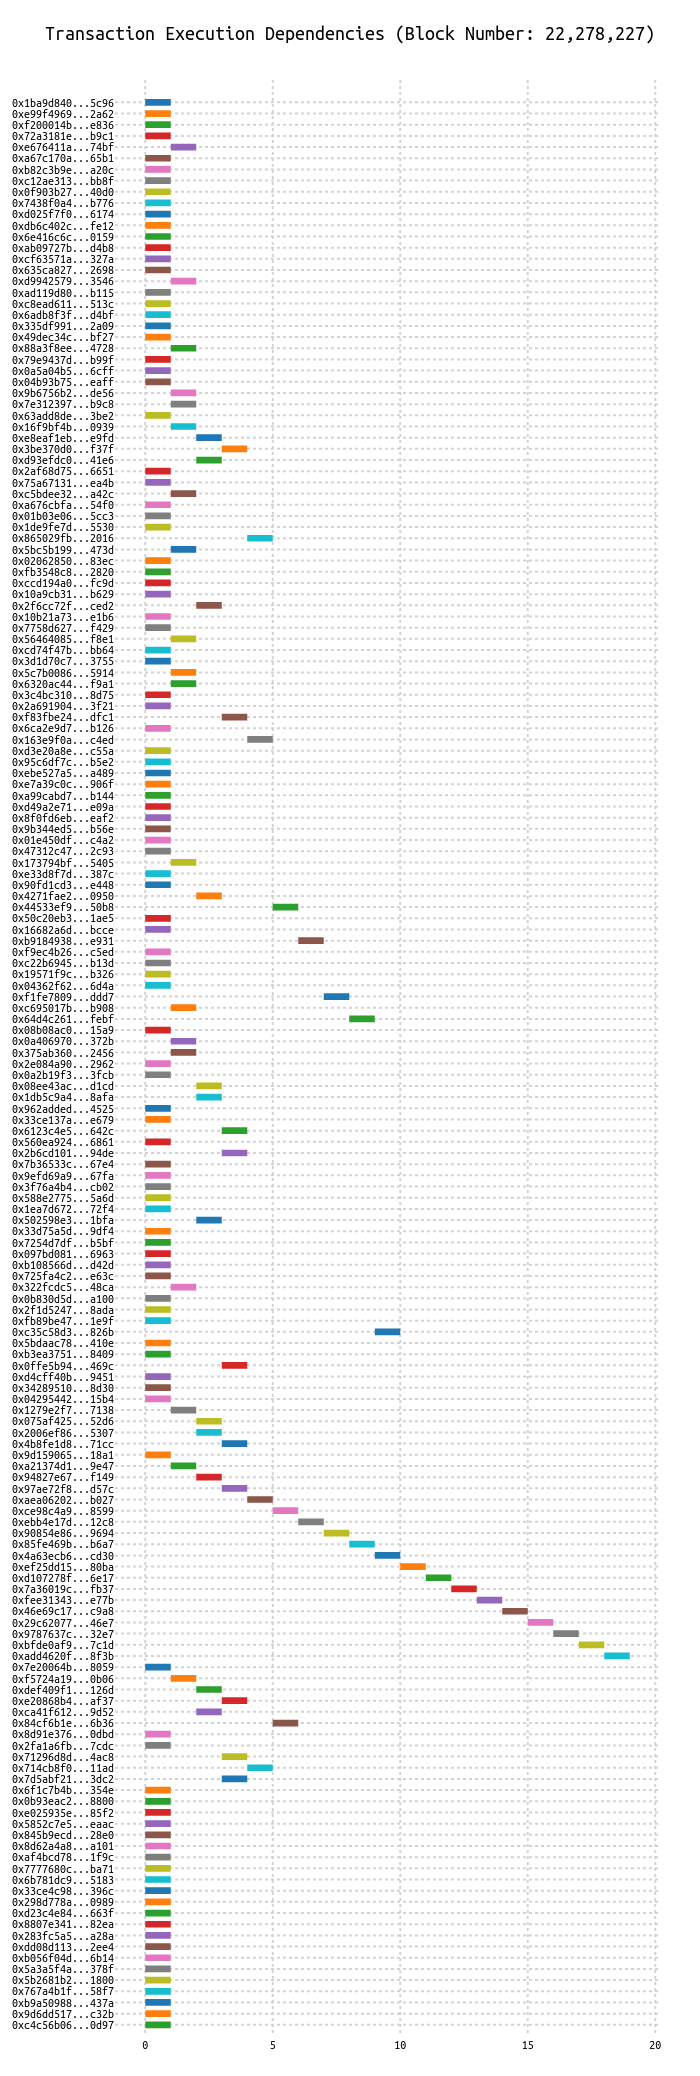 Transaction Execution Dependencies (Block Number: 22,278,227)
0x1ba9d840...5c96
0xe99f4969...2a62
0xf200014b...e836
0x72a3181e...b9c1
0xe676411a...74bf
0xa67c170a...65b1
0xb82c3b9e...a20c
0xc12ae313...bb8f
0x0f903b27...40d0
0x7438f0a4...b776
0xd025f7f0...6174
0xdb6c402c...fe12
0x6e416c6c...0159
0xab09727b...d4b8
0xcf63571a...327a
0x635ca827...2698
0xd9942579...3546
0xad119d80...b115
0xc8ead611...513c
0x6adb8f3f...d4bf
0x335df991...2a09
0x49dec34c...bf27
0x88a3f8ee...4728
0x79e9437d...b99f
0x0a5a04b5...6cff
0x04b93b75...eaff
0x9b6756b2...de56
0x7e312397...b9c8
0x63add8de...3be2
0x16f9bf4b...0939
0xe8eaf1eb...e9fd
0x3be370d0...f37f
0xd93efdc0...41e6
0x2af68d75...6651
0x75a67131...ea4b
0xc5bdee32...a42c
0xa676cbfa...54f0
0x01b03e06...5cc3
0x1de9fe7d...5530
0x865029fb...2016
0x5bc5b199...473d
0x02062850...83ec
0xfb3548c8...2820
0xccd194a0...fc9d
0x10a9cb31...b629
0x2f6cc72f...ced2
0x10b21a73...e1b6
0x7758d627...f429
0x56464085...f8e1
0xcd74f47b...bb64
0x3d1d70c7...3755
0x5c7b0086...5914
0x6320ac44...f9a1
0x3c4bc310...8d75
0x2a691904...3f21
0xf83fbe24...dfc1
0x6ca2e9d7...b126
0x163e9f0a...c4ed
0xd3e20a8e...c55a
0x95c6df7c...b5e2
0xebe527a5...a489
0xe7a39c0c...906f
0xa99cabd7...b144
0xd49a2e71...e09a
0x8f0fd6eb...eaf2
0x9b344ed5...b56e
0x01e450df...c4a2
0x47312c47...2c93
0x173794bf...5405
0xe33d8f7d...387c
0x90fd1cd3...e448
0x4271fae2...0950
0x44533ef9...50b8
0x50c20eb3...1ae5
0x16682a6d...bcce
0xb9184938...e931
0xf9ec4b26...c5ed
0xc22b6945...b13d
0x19571f9c...b326
0x04362f62...6d4a
0xf1fe7809...ddd7
0xc695017b...b908
0x64d4c261...febf
0x08b08ac0...15a9
0x0a406970...372b
0x375ab360...2456
0x2e084a90...2962
0x0a2b19f3...3fcb
0x08ee43ac...d1cd
0x1db5c9a4...8afa
0x962added...4525
0x33ce137a...e679
0x6123c4e5...642c
0x560ea924...6861
0x2b6cd101...94de
0x7b36533c...67e4
0x9efd69a9...67fa
0x3f76a4b4...cb02
0x588e2775...5a6d
0x1ea7d672...72f4
0x502598e3...1bfa
0x33d75a5d...9df4
0x7254d7df...b5bf
0x097bd081...6963
0xb108566d...d42d
0x725fa4c2...e63c
0x322fcdc5...48ca
0x0b830d5d...a100
0x2f1d5247...8ada
0xfb89be47...1e9f
0xc35c58d3...826b
0x5bdaac78...410e
0xb3ea3751...8409
0x0ffe5b94...469c
0xd4cff40b...9451
0x34289510...8d30
0x04295442...15b4
0x1279e2f7...7138
0x075af425...52d6
0x2006ef86...5307
0x4b8fe1d8...71cc
0x9d159065...18a1
0xa21374d1...9e47
0x94827e67...f149
0x97ae72f8...d57c
0xaea06202...b027
0xce98c4a9...8599
0xebb4e17d...12c8
0x90854e86...9694
0x85fe469b...b6a7
0x4a63ecb6...cd30
0xef25dd15...80ba
0xd107278f...6e17
0x7a36019c...fb37
0xfee31343...e77b
0x46e69c17...c9a8
0x29c62077...46e7
0x9787637c...32e7
0xbfde0af9...7c1d
0xadd4620f...8f3b
0x7e20064b...8059
0xf5724a19...0b06
0xdef409f1...126d
0xe20868b4...af37
0xca41f612...9d52
0x84cf6b1e...6b36
0x8d91e376...0dbd
0x2fa1a6fb...7cdc
0x71296d8d...4ac8
0x714cb8f0...11ad
0x7d5abf21...3dc2
0x6f1c7b4b...354e
0x0b93eac2...8800
0xe025935e...85f2
0x5852c7e5...eaac
0x845b9ecd...28e0
0x8d62a4a8...a101
0xaf4bcd78...1f9c
0x7777680c...ba71
0x6b781dc9...5183
0x33ce4c98...396c
0x298d778a...0989
0xd23c4e84...663f
0x8807e341...82ea
0x283fc5a5...a28a
0xdd08d113...2ee4
0xb056f04d...6b14
0x5a3a5f4a...378f
0x5b2681b2...1800
0x767a4b1f...58f7
0xb9a50988...437a
0x9d6dd517...c32b
0xc4c56b06...0d97
0 5 10 15 20